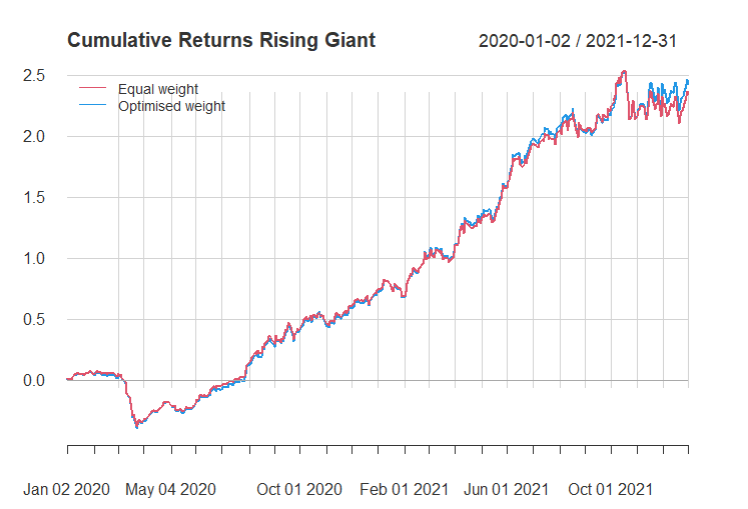 Cumulative Returns Rising Giant 2020-01-02 / 2021-12-31
2.5
Equal weight
Optimised weight
2.0
1.5
1.0
0.5
0.0
Jan 02 2020 May 04 2020 Oct 01 2020 Feb 01 2021 Jun 01 2021 Oct 01 2021